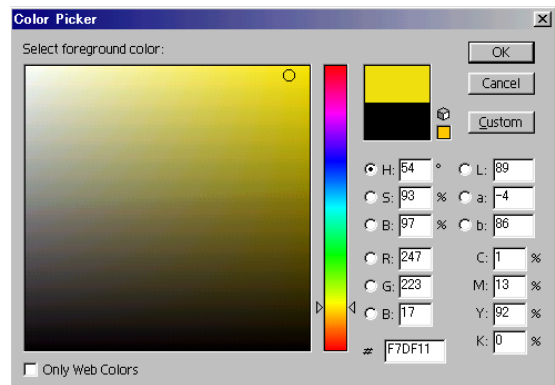 Color Picker
Select foreground color:
OK
Cancel
Custom
H: 54 ° L: 89
S: 93 % a: -4
B: 97 % b: 86
R: 247 C: 1 %
G: 223 M: 13 %
B: 17 Y: 92 %
# F7DF11 K: 0 %
Only Web Colors